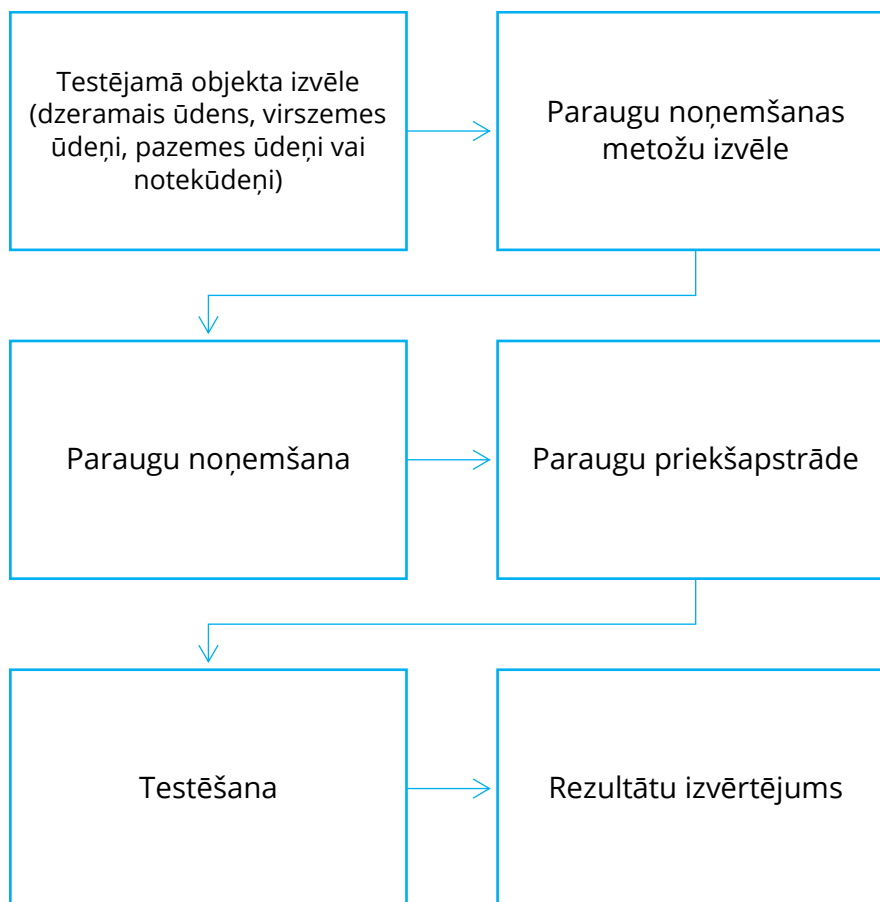 Testējamā objekta izvēle
(dzeramais ūdens, virszemes
ūdeņi, pazemes ūdeņi vai
notekūdeņi)
Paraugu noņemšanas
metožu izvēle
Paraugu noņemšana
Paraugu priekšapstrāde
Testēšana
Rezultātu izvērtējums